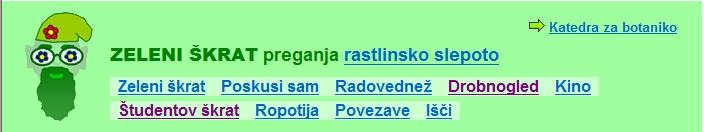 Katedra za botaniko
ZELENI ŠKRAT preganja rastlinsko slepoto
Zeleni škrat Poskusi sam Radovednež Drobnogled Kino
Študentov škrat Ropotija Povezave Išči